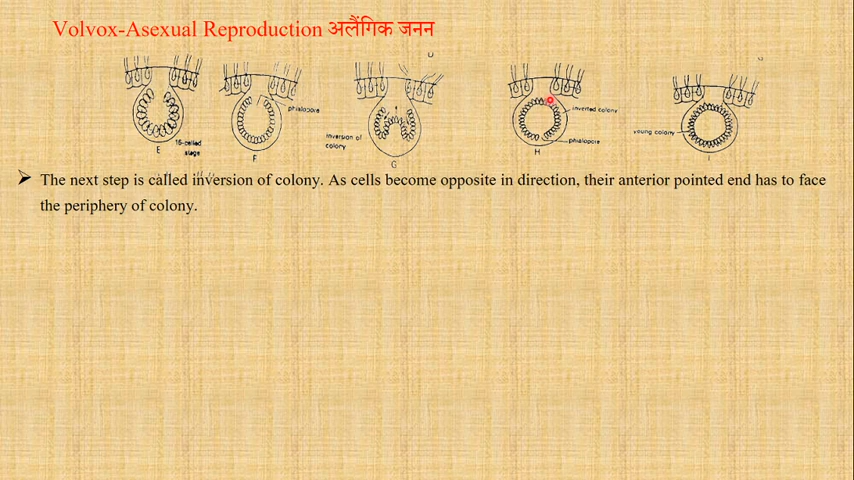 Volvox-Asexual Reproduction अलैंगिक जनन
phialopore
inverted colony
16-celled
stage
inversion of
colony
phialopore
young colony
E
F
G
H
I
➤ The next step is called inversion of colony. As cells become opposite in direction, their anterior pointed end has to face
the periphery of colony.